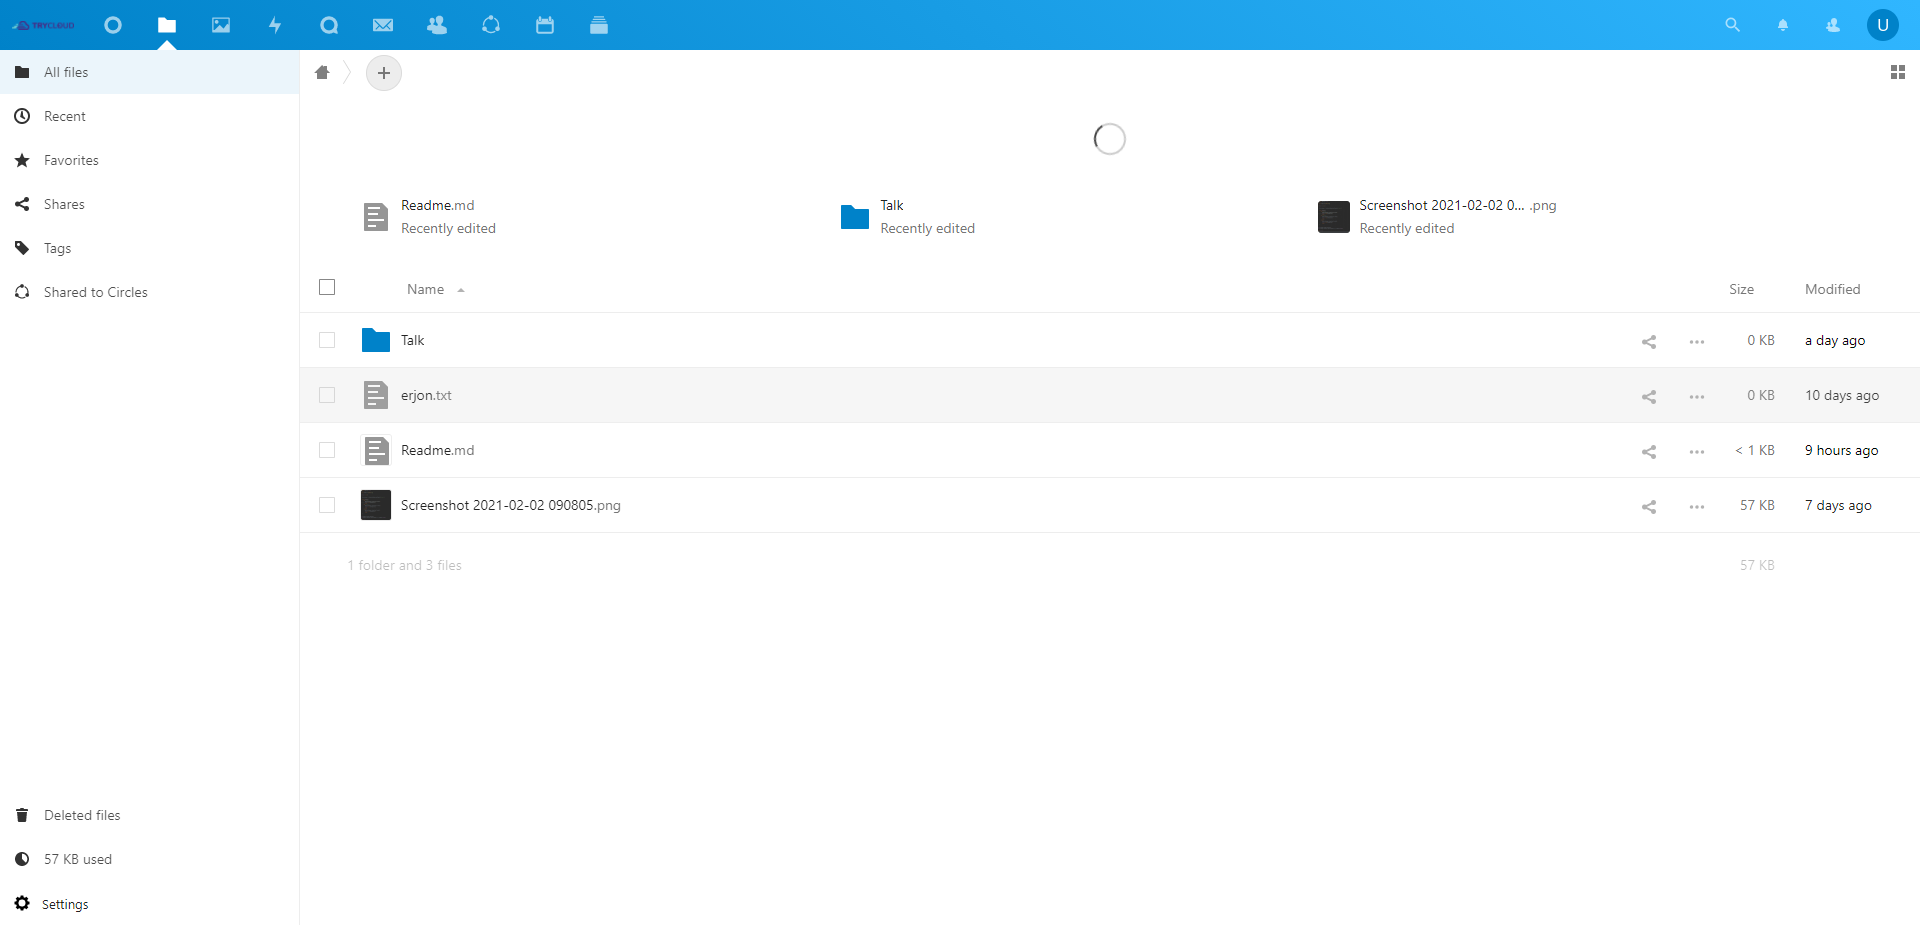 TRYCLOUD
U
All files
Recent
Favorites
Shares
Tags
Shared to Circles
Readme.md
Recently edited
Talk
Recently edited
Screenshot 2021-02-02 0... .png
Recently edited
Name Size Modified
Talk 0 KB a day ago
erjon.txt 0 KB 10 days ago
Readme.md < 1 KB 9 hours ago
Screenshot 2021-02-02 090805.png 57 KB 7 days ago
1 folder and 3 files 57 KB
Deleted files
57 KB used
Settings